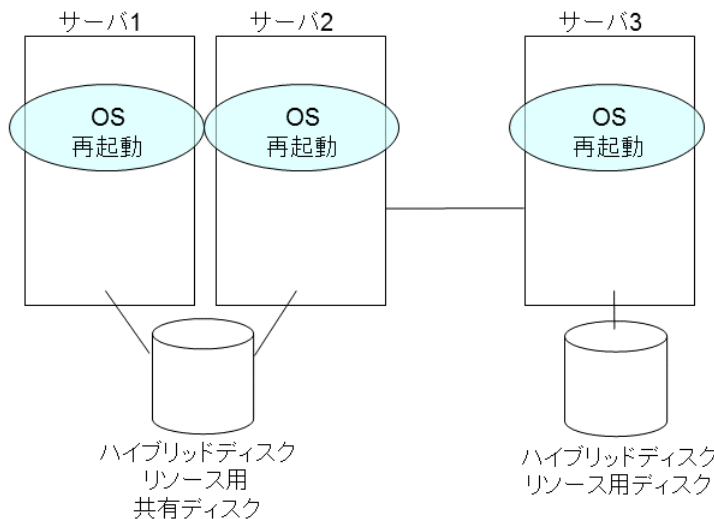 サーバ1
サーバ2
サーバ3
OS
再起動
OS
再起動
OS
再起動
ハイブリッドディスク
リソース用
共有ディスク
ハイブリッドディスク
リソース用ディスク